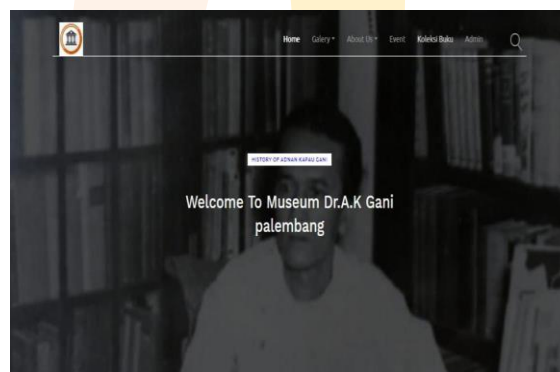 Home Galery About Us Event Koleksi Buku Admin
HISTORY OF ADNAN KAPAU GANI
Welcome To Museum Dr.A.K Gani
palembang